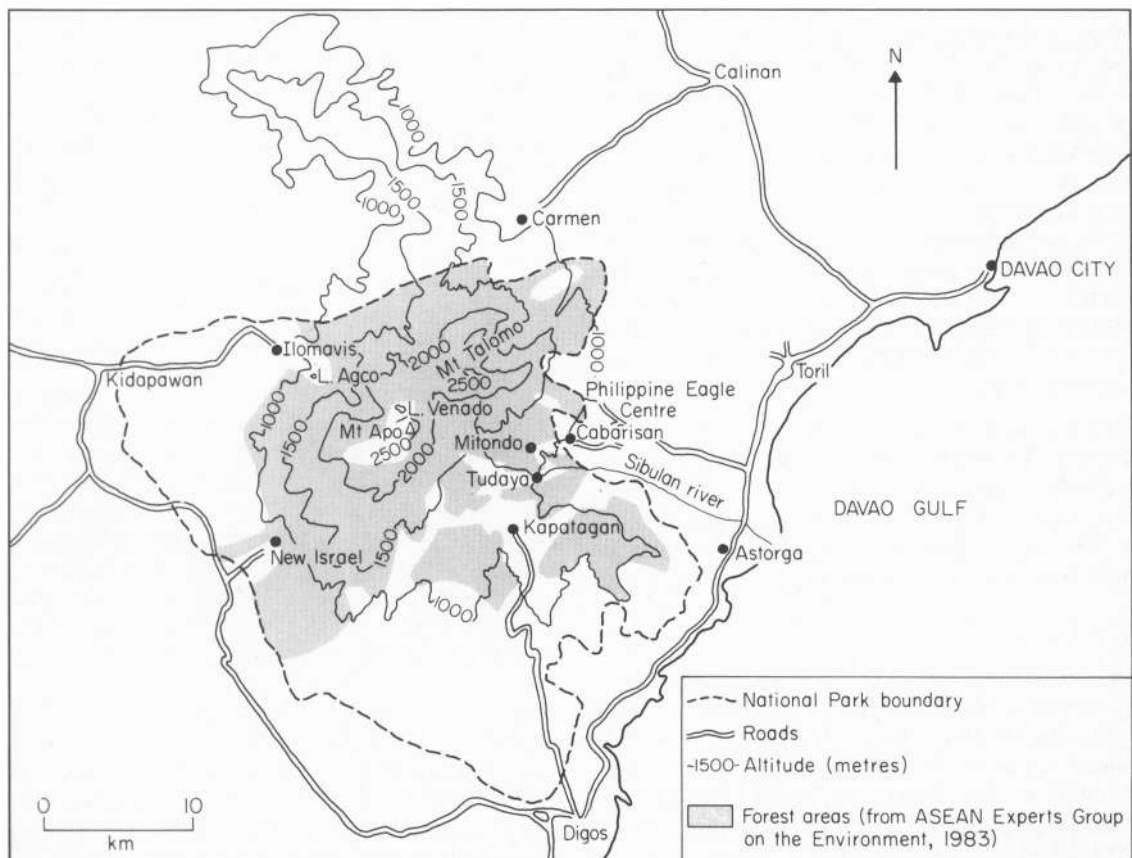 N
Calinan
1000
1500
1500
1000
Carmen
DAVAO CITY
2000
Mt Talomo
1000
Ilomavis
Toril
Kidapawan
L. Agco
2500
Philippine Eagle
Centre
1000
L. Venado
Mt Apo
Cabarisan
1500
2500
Mitondo
2000
Tudaya
Sibulan river
DAVAO GULF
Kapatagan
New Israel
1500
Astorga
1000
National Park boundary
Roads
-1500- Altitude (metres)
Forest areas (from ASEAN Experts Group
on the Environment, 1983)
0 10
km
Digos